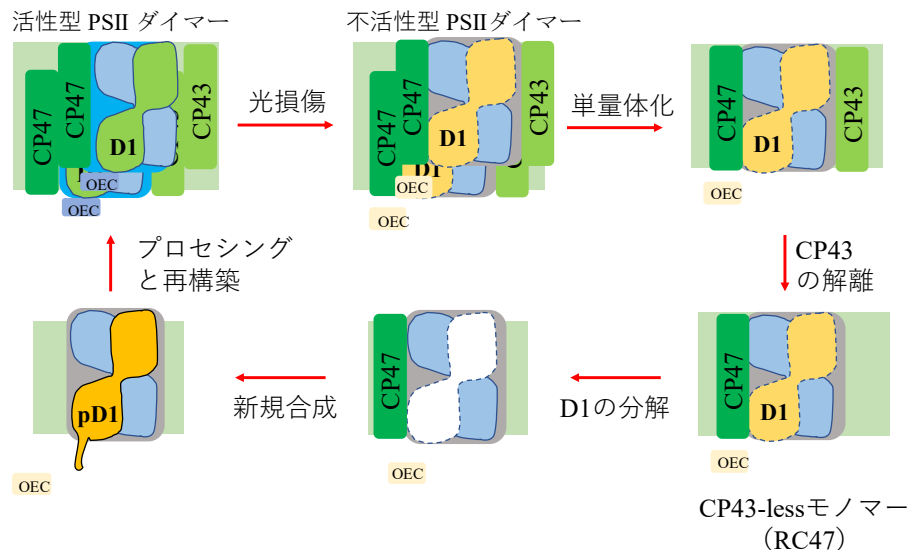 活性型 PSII ダイマー
不活性型 PSIIダイマー
CP47
CP47
D1
CP43
OEC
OEC
光損傷
CP47
CP47
D1
D1
CP43
OEC
OEC
単量体化
CP47
D1
CP43
OEC
プロセシング
と再構築
CP43
の解離
pD1
OEC
新規合成
CP47
OEC
D1の分解
CP47
D1
OEC
CP43-lessモノマー
（RC47）